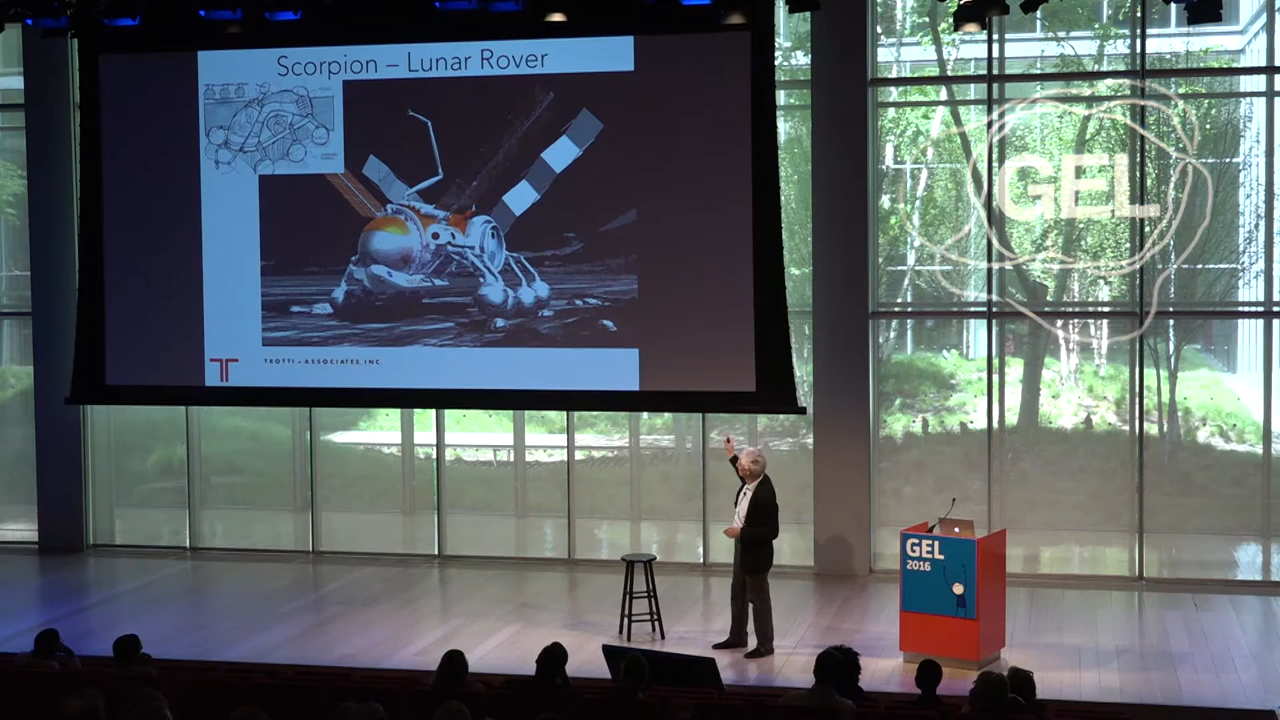 Scorpion – Lunar Rover
TROTTI + ASSOCIATES, INC.
GEL
GEL
2016